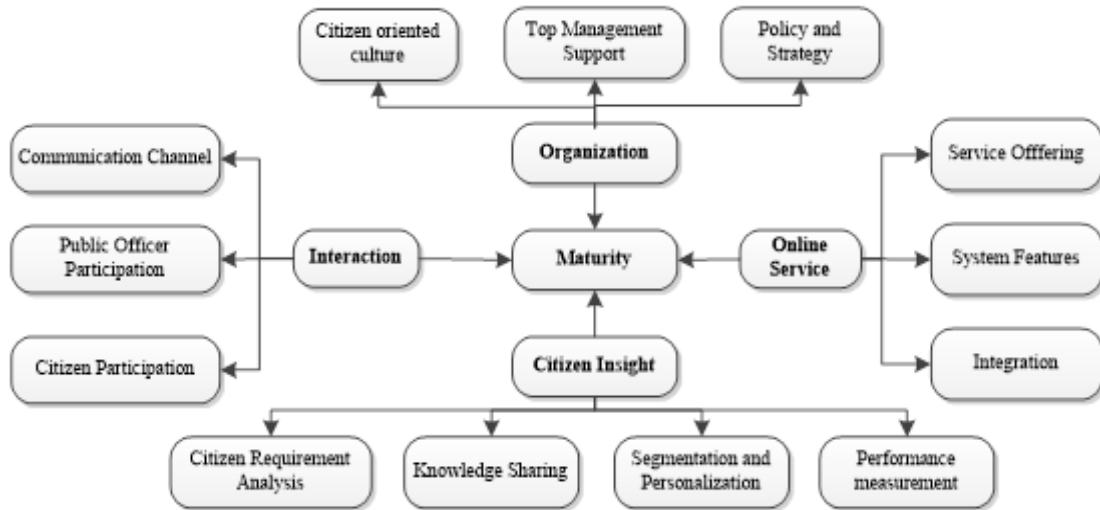 Citizen oriented
culture
Top Management
Support
Policy and
Strategy
Communication Channel
Organization
Service Offfering
Public Officer
Participation
Interaction
Maturity
Online
Service
System Features
Citizen Participation
Citizen Insight
Integration
Citizen Requirement
Analysis
Knowledge Sharing
Segmentation and
Personalization
Performance
measurement